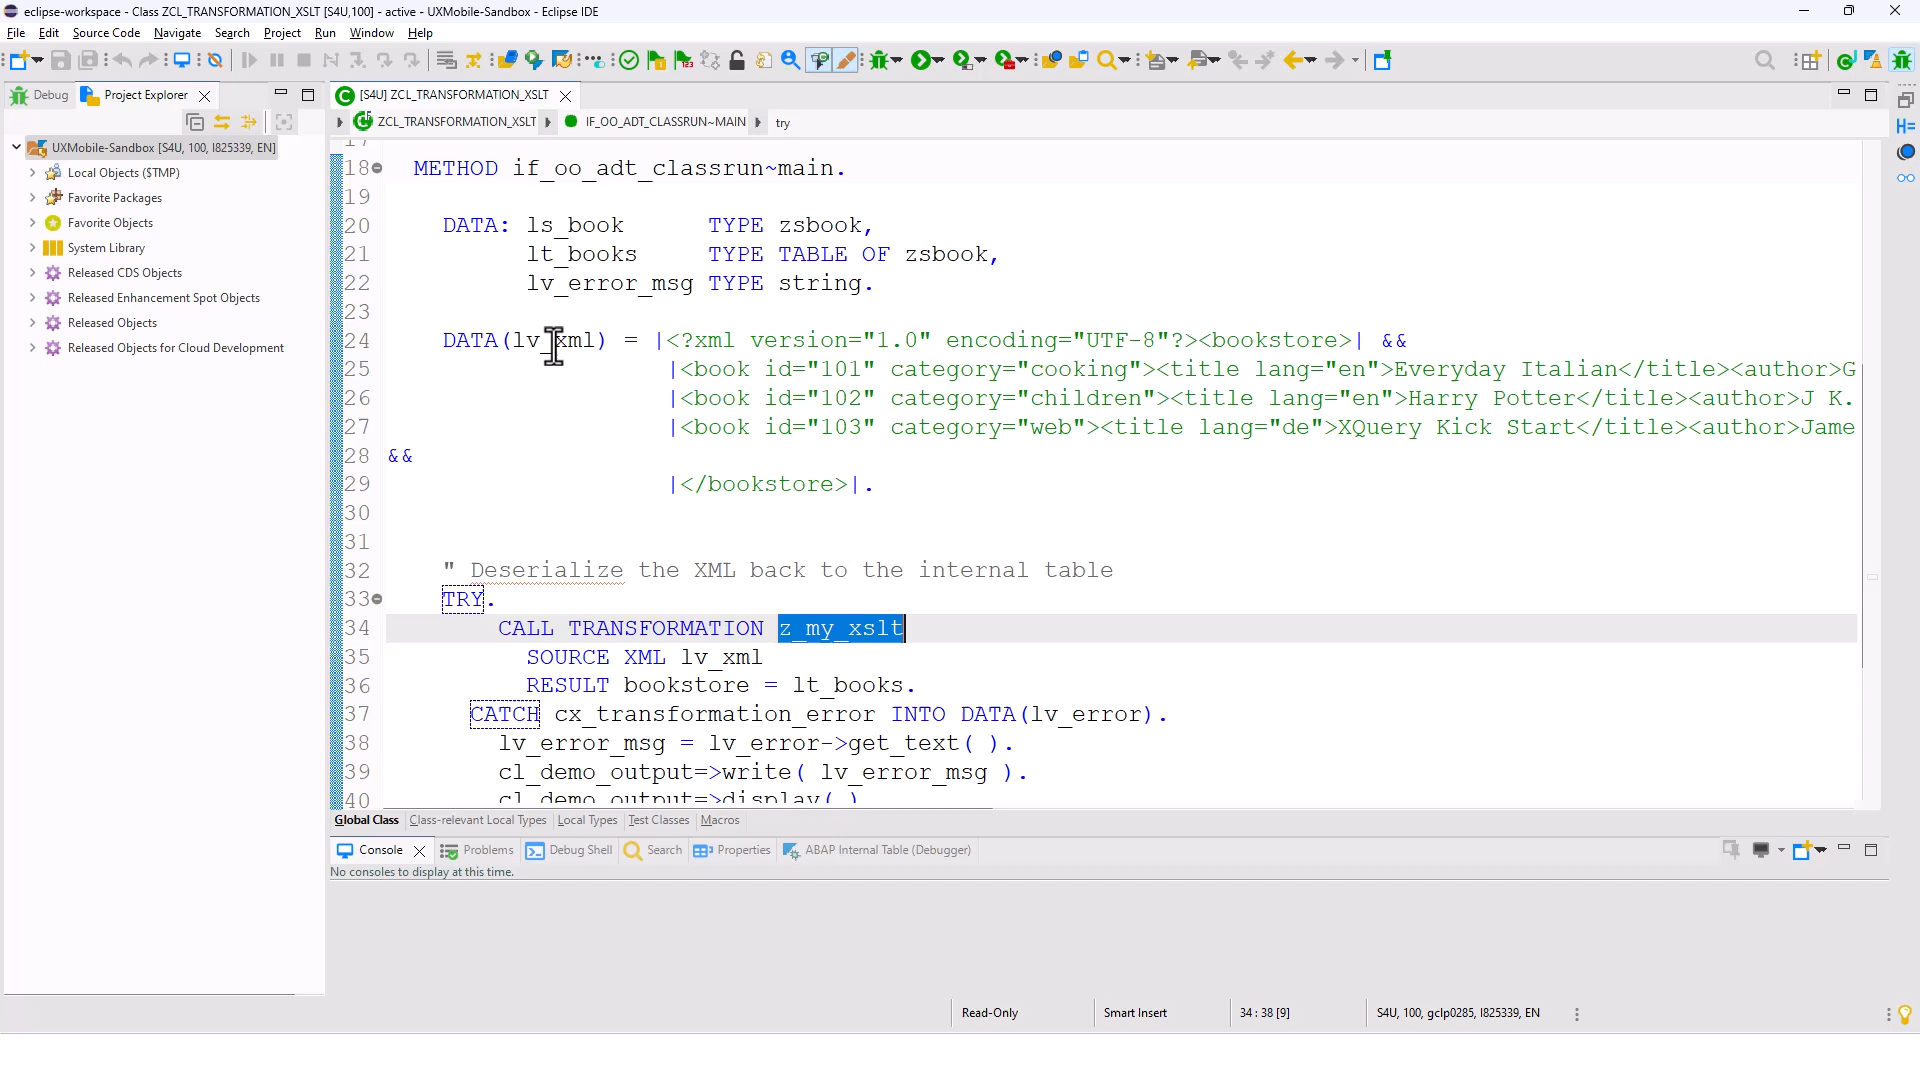 eclipse-workspace - Class ZCL_TRANSFORMATION_XSLT [S4U,100] - active - UXMobile-Sandbox - Eclipse IDE
File Edit Source Code Navigate Search Project Run Window Help
Debug Project Explorer
[S4U] ZCL_TRANSFORMATION_XSLT
ZCL_TRANSFORMATION_XSLT IF_OO_ADT_CLASSRUN~MAIN try
UXMobile-Sandbox [S4U, 100, I825339, EN]
Local Objects ($TMP)
Favorite Packages
Favorite Objects
System Library
Released CDS Objects
Released Enhancement Spot Objects
Released Objects
Released Objects for Cloud Development
17
18 METHOD if_oo_adt_classrun~main.
19
20 DATA: ls_book TYPE zsbook,
21 lt_books TYPE TABLE OF zsbook,
22 lv_error_msg TYPE string.
23
24 DATA(lv_xml) = |<?xml version="1.0" encoding="UTF-8"?><bookstore>| &&
25 |<book id="101" category="cooking"><title lang="en">Everyday Italian</title><author>G
26 |<book id="102" category="children"><title lang="en">Harry Potter</title><author>J K.
27 |<book id="103" category="web"><title lang="de">XQuery Kick Start</title><author>Jame
28 &&
29 |</bookstore>|.
30
31
32 " Deserialize the XML back to the internal table
33 TRY.
34 CALL TRANSFORMATION z_my_xslt
35 SOURCE XML lv_xml
36 RESULT bookstore = lt_books.
37 CATCH cx_transformation_error INTO DATA(lv_error).
38 lv_error_msg = lv_error->get_text( ).
39 cl_demo_output=>write( lv_error_msg ).
40 cl_demo_output=>display( )
Global Class Class-relevant Local Types Local Types Test Classes Macros
Console Problems Debug Shell Search Properties ABAP Internal Table (Debugger)
No consoles to display at this time.
Read-Only Smart Insert 34 : 38 [9] S4U, 100, gclp0285, I825339, EN